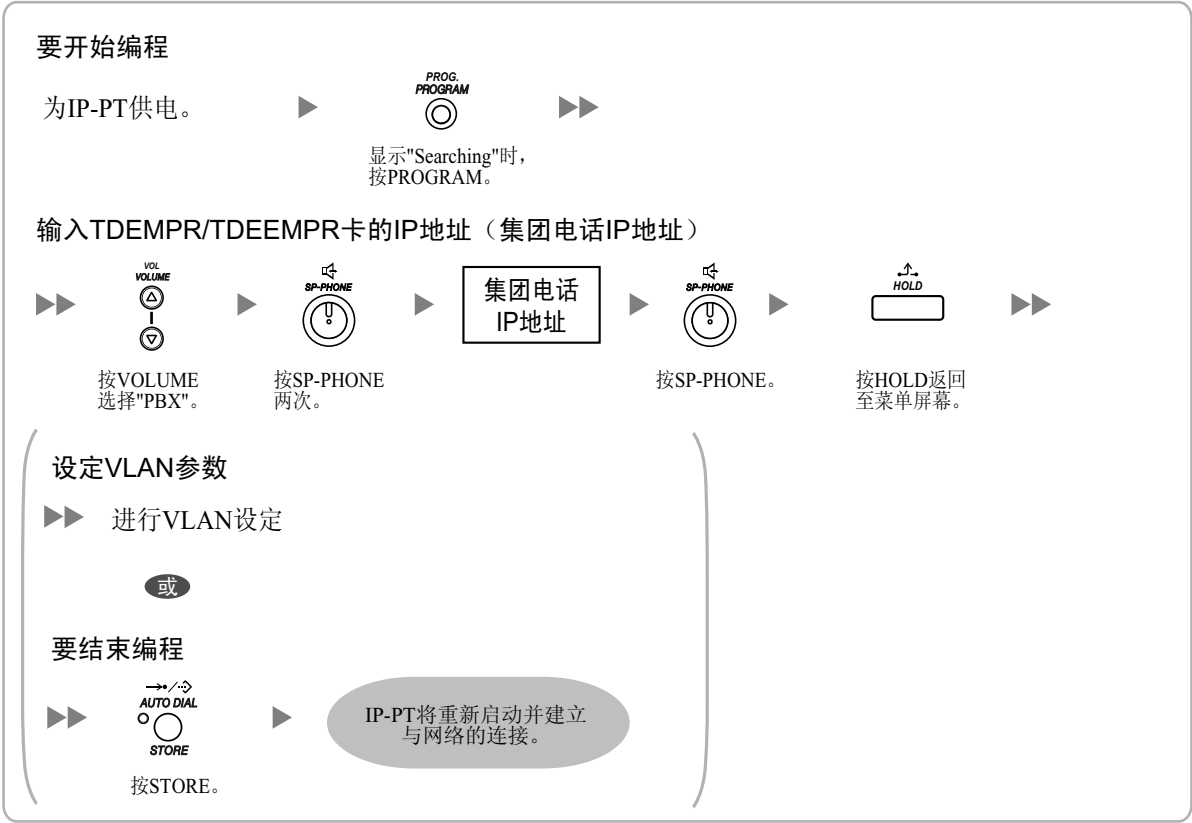 要开始编程
为IP-PT供电。
PROG.
PROGRAM
显示"Searching"时，
按PROGRAM。
输入TDEMPR/TDEEMPR卡的IP地址（集团电话IP地址）
VOL
VOLUME
按VOLUME
选择"PBX"。
SP-PHONE
按SP-PHONE
两次。
集团电话
IP地址
SP-PHONE
按SP-PHONE。
HOLD
按HOLD返回
至菜单屏幕。
设定VLAN参数
进行VLAN设定
或
要结束编程
AUTO DIAL
STORE
按STORE。
IP-PT将重新启动并建立
与网络的连接。